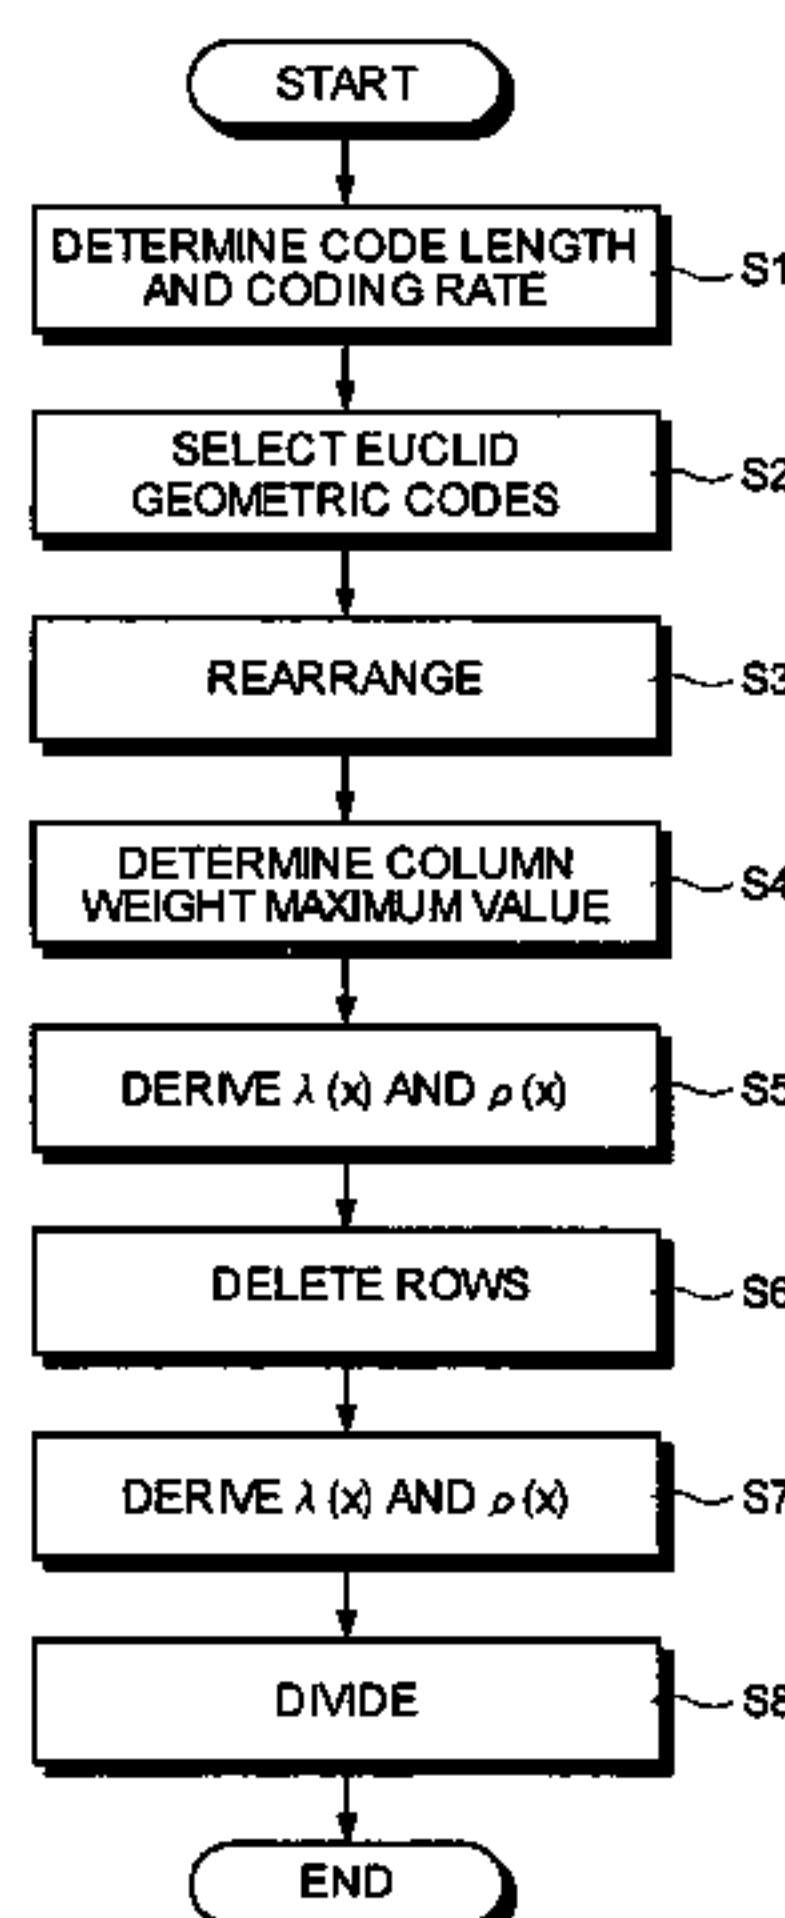 START
DETERMINE CODE LENGTH
AND CODING RATE
S1
SELECT EUCLID
GEOMETRIC CODES
S2
REARRANGE
S3
DETERMINE COLUMN
WEIGHT MAXIMUM VALUE
S4
DERIVE λ (x) AND ρ (x)
S5
DELETE ROWS
S6
DERIVE λ (x) AND ρ (x)
S7
DIVIDE
S8
END